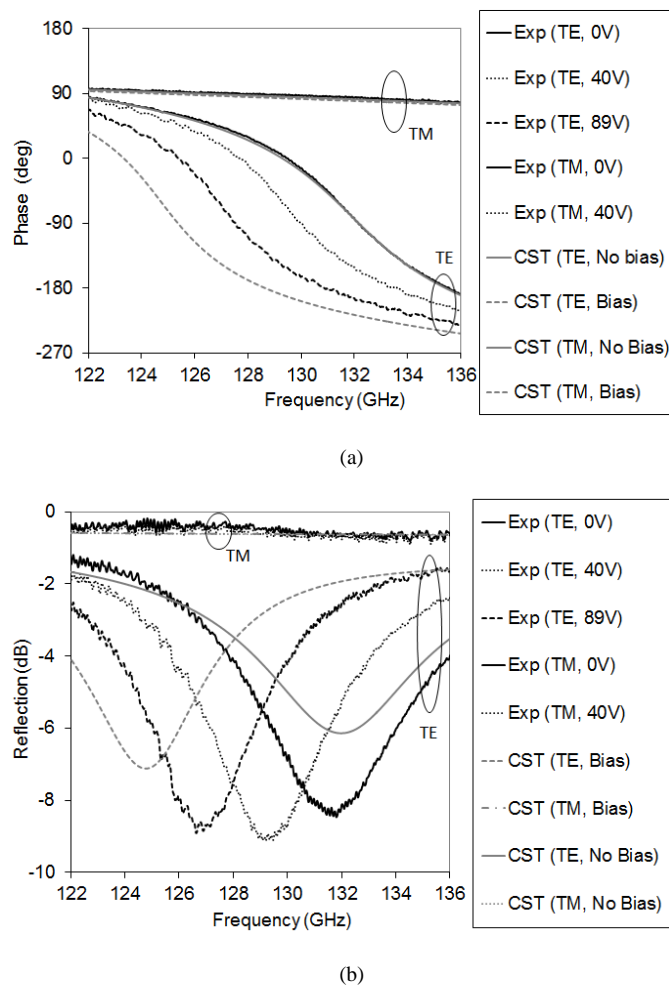 180
90
0
-90
-180
-270
Phase (deg)
122 124 126 128 130 132 134 136
Frequency (GHz)
TM
TE
Exp (TE, 0V)
Exp (TE, 40V)
Exp (TE, 89V)
Exp (TM, 0V)
Exp (TM, 40V)
CST (TE, No bias)
CST (TE, Bias)
CST (TM, No Bias)
CST (TM, Bias)
(a)
0
-2
-4
-6
-8
-10
Reflection (dB)
122 124 126 128 130 132 134 136
Frequency (GHz)
TM
TE
Exp (TE, 0V)
Exp (TE, 40V)
Exp (TE, 89V)
Exp (TM, 0V)
Exp (TM, 40V)
CST (TE, Bias)
CST (TM, Bias)
CST (TE, No Bias)
CST (TM, No Bias)
(b)